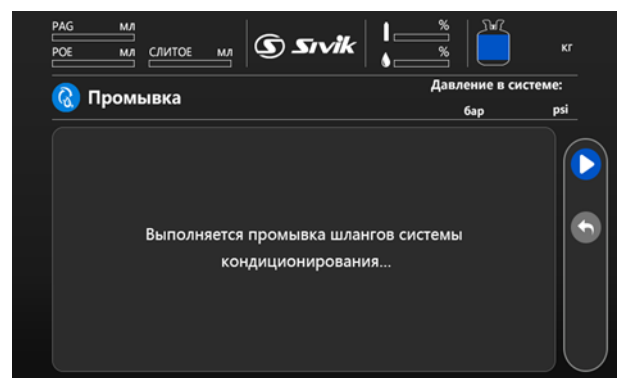 PAG мл
POE мл СЛИТОЕ мл
Sivik
%
%
кг
Промывка
Давление в системе:
бар psi
Выполняется промывка шлангов системы
кондиционирования...